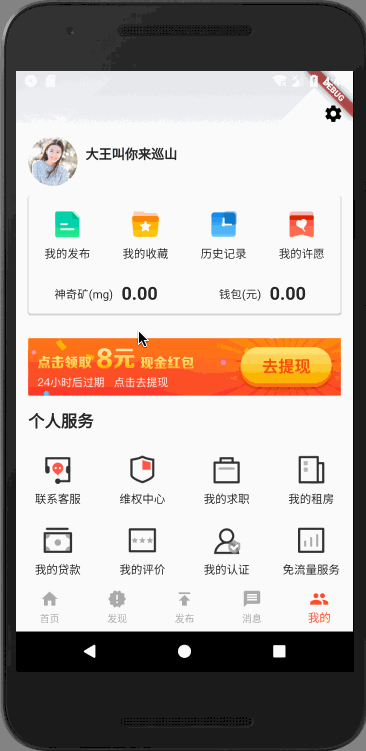 DEBUG
大王叫你来巡山
我的发布 我的收藏 历史记录 我的许愿
神奇矿(mg) 0.00 钱包(元) 0.00
点击领取 8元 现金红包
去提现
24小时后过期 点击去提现
个人服务
联系客服 维权中心 我的求职 我的租房
我的贷款 我的评价 我的认证 免流量服务
首页 发现 发布 消息 我的